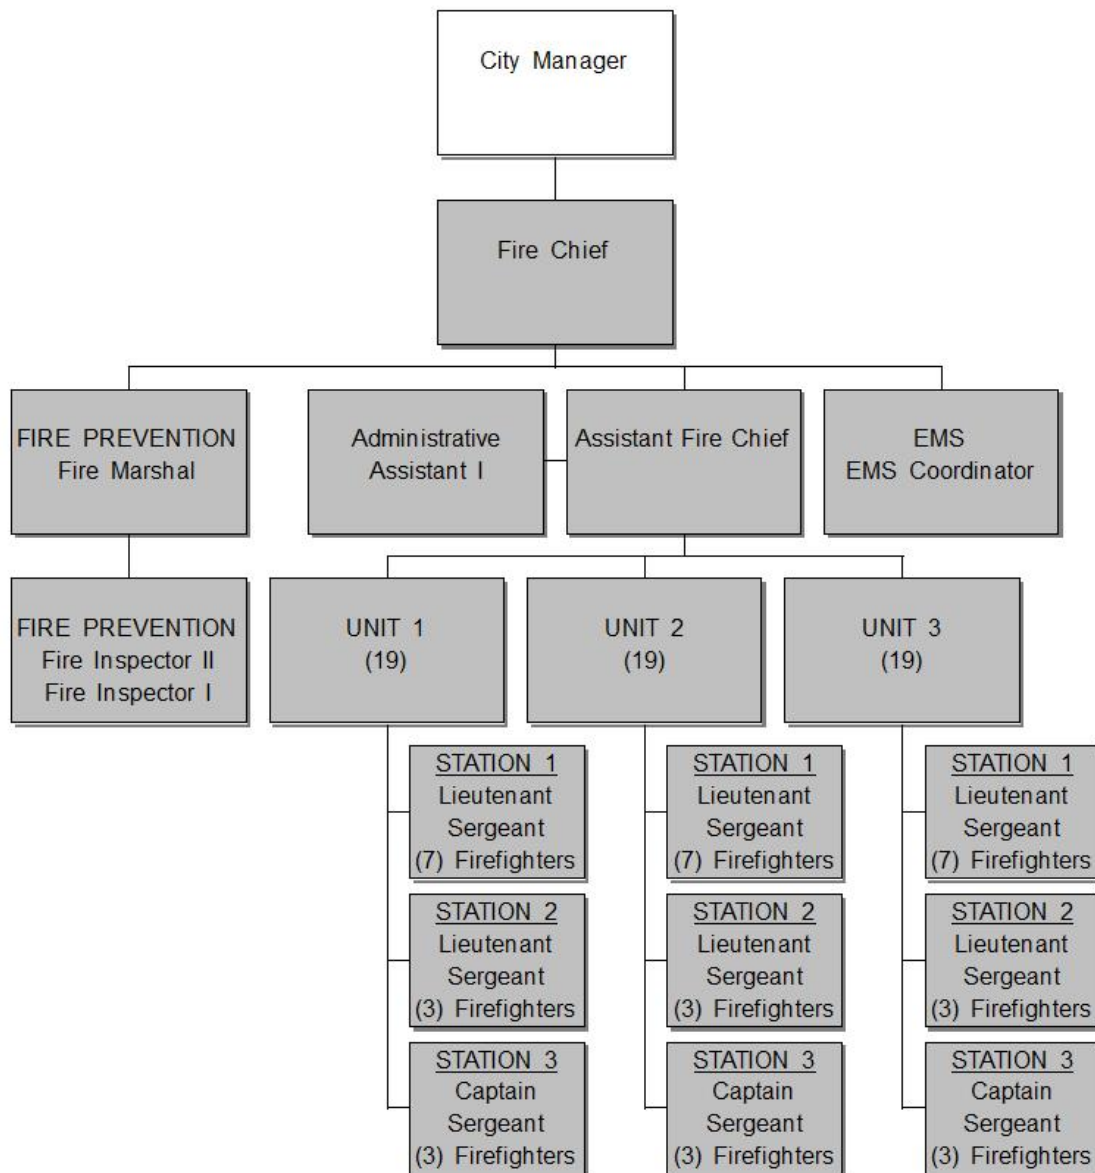 City Manager
Fire Chief
FIRE PREVENTION
Fire Marshal
Administrative
Assistant I
Assistant Fire Chief
EMS
EMS Coordinator
FIRE PREVENTION
Fire Inspector II
Fire Inspector I
UNIT 1
(19)
UNIT 2
(19)
UNIT 3
(19)
STATION 1
Lieutenant
Sergeant
(7) Firefighters
STATION 1
Lieutenant
Sergeant
(7) Firefighters
STATION 1
Lieutenant
Sergeant
(7) Firefighters
STATION 2
Lieutenant
Sergeant
(3) Firefighters
STATION 2
Lieutenant
Sergeant
(3) Firefighters
STATION 2
Lieutenant
Sergeant
(3) Firefighters
STATION 3
Captain
Sergeant
(3) Firefighters
STATION 3
Captain
Sergeant
(3) Firefighters
STATION 3
Captain
Sergeant
(3) Firefighters